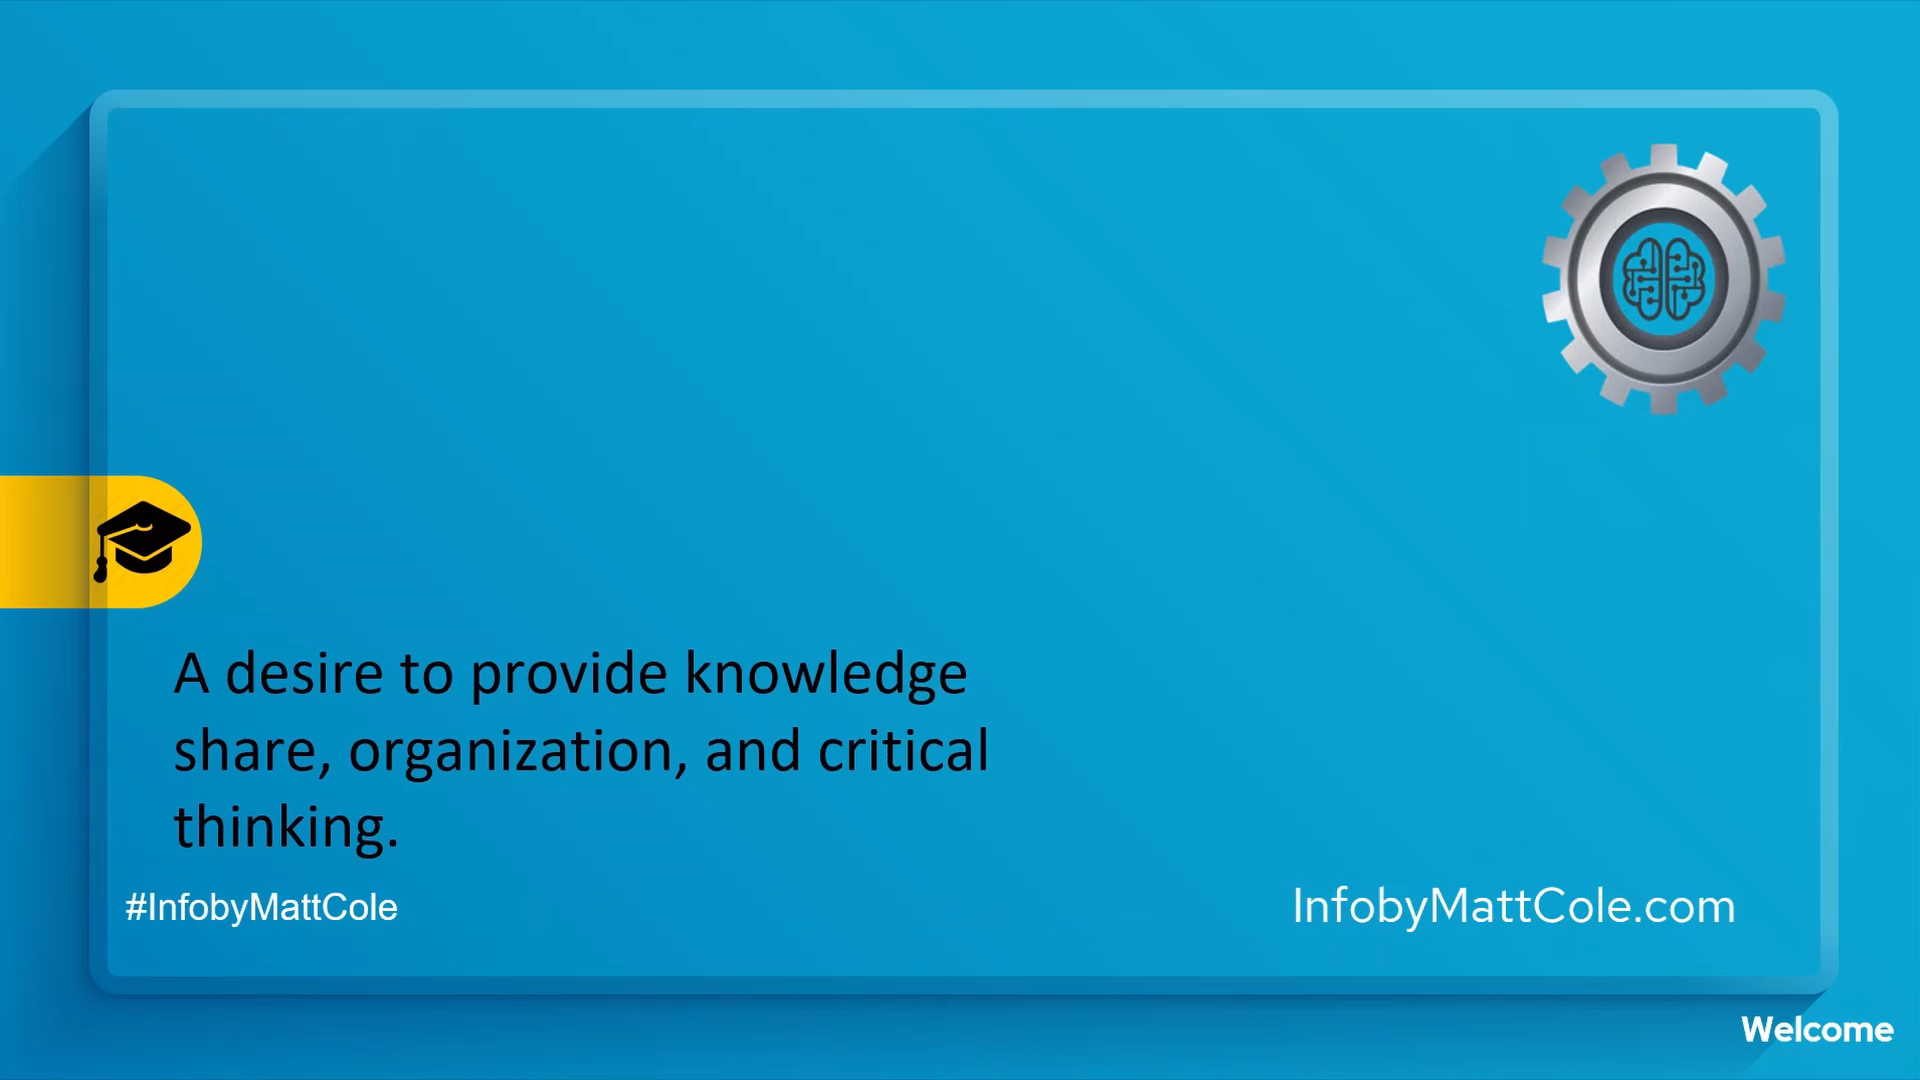 A desire to provide knowledge
share, organization, and critical
thinking.
#InfobyMattCole
InfobyMattCole.com
Welcome